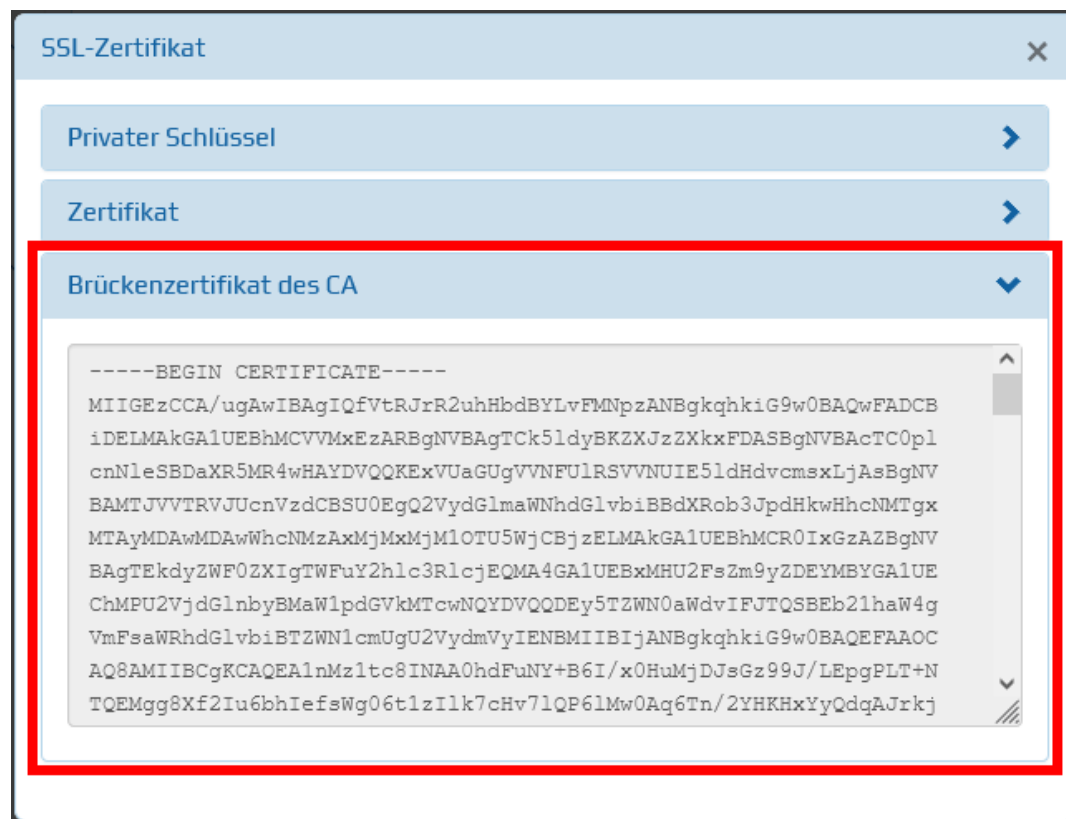 SSL-Zertifikat
Privater Schlüssel
Zertifikat
Brückenzertifikat des CA
-----BEGIN CERTIFICATE-----
MIIGEzCCA/ugAwIBAgIQfVtRJrR2uhHbdBYLvFMNpzANBgkqhkiG9w0BAQwFADCB
iDELMAkGA1UEBhMCVVMxEzARBgNVBAgTCk5ldyBKZXJzZXkxFDASBgNVBAcTC0pl
cnNleSBDaXR5MR4wHAYDVQQKExVUaGUgVVNFUlRSVVNUIE5ldHdvcmsxLjAsBgNV
BAMTJVVTRVJUcnVzdCBSU0EgQ2VydGlmaWNhdGlvbiBBdXRob3JpdHkwHhcNMTgx
MTAyMDAwMDAwWhcNMzAxMjMxMjM1OTU5WjCBjzELMAkGA1UEBhMCR0IxGzAZBgNV
BAgTEkdyZWF0ZXIgTWFuY2hlc3RlcjEQMA4GA1UEBxMHU2FsZm9yZDEYMBYGA1UE
ChMPU2VjdGlnbyBMaW1pdGVkMTcwNQYDVQQDEy5TZWN0aWdvIFJTQSBEb21haW4g
VmFsaWRhdGlvbiBTZWN1cmUgU2VydmVyIENBMIIBIjANBgkqhkiG9w0BAQEFAAOC
AQ8AMIIBCgKCAQEA1nMz1tc8INAA0hdFuNY+B6I/x0HuMjDJsGz99J/LEpgPLT+N
TQEMgg8Xf2Iu6bhIefsWg06t1zIlk7cHv7lQP6lMw0Aq6Tn/2YHKHxYyQdqAJrkj